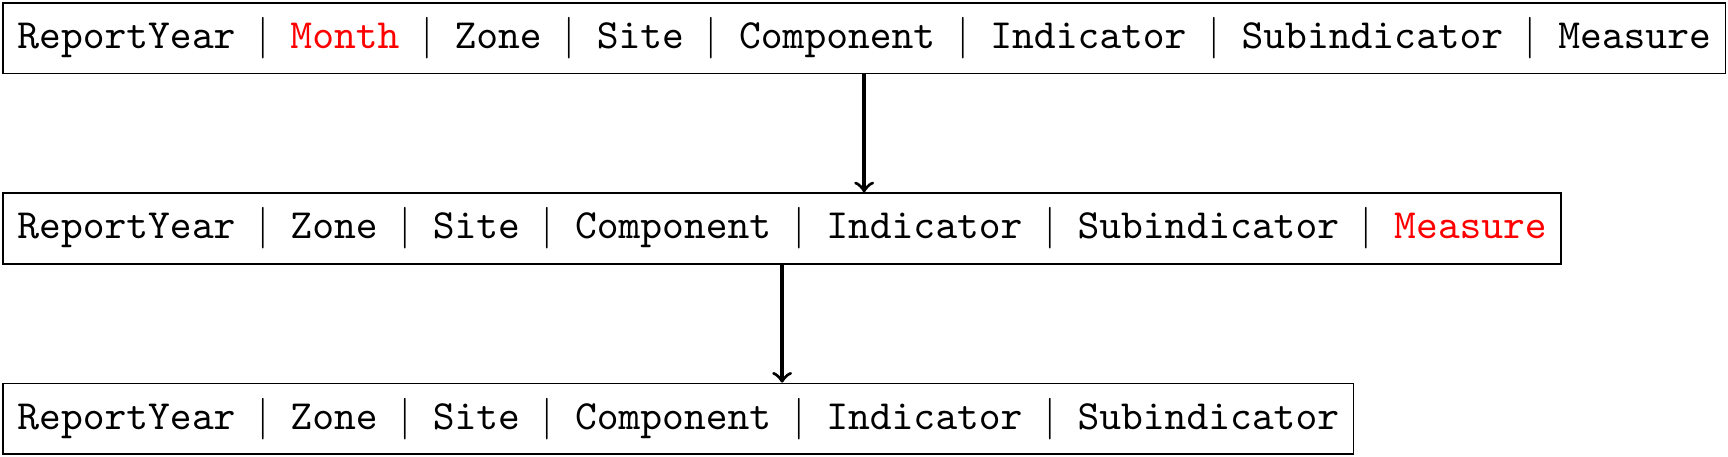 ReportYear | Month | Zone | Site | Component | Indicator | Subindicator | Measure
ReportYear | Zone | Site | Component | Indicator | Subindicator | Measure
ReportYear | Zone | Site | Component | Indicator | Subindicator